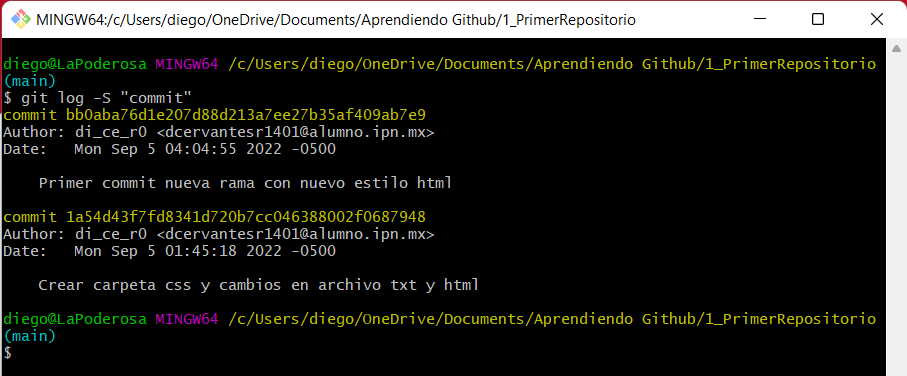 MINGW64:/c/Users/diego/OneDrive/Documents/Aprendiendo Github/1_PrimerRepositorio
diego@LaPoderosa MINGW64 /c/Users/diego/OneDrive/Documents/Aprendiendo Github/1_PrimerRepositorio
(main)
$ git log -S "commit"
commit bb0aba76d1e207d88d213a7ee27b35af409ab7e9
Author: di_ce_r0 <dcervantesr1401@alumno.ipn.mx>
Date:   Mon Sep 5 04:04:55 2022 -0500
    Primer commit nueva rama con nuevo estilo html
commit 1a54d43f7fd8341d720b7cc046388002f0687948
Author: di_ce_r0 <dcervantesr1401@alumno.ipn.mx>
Date:   Mon Sep 5 01:45:18 2022 -0500
    Crear carpeta css y cambios en archivo txt y html
diego@LaPoderosa MINGW64 /c/Users/diego/OneDrive/Documents/Aprendiendo Github/1_PrimerRepositorio
(main)
$